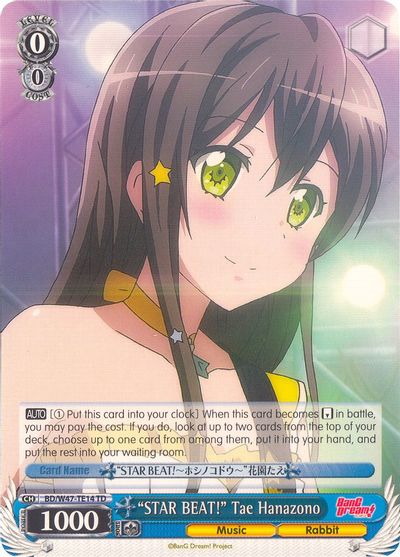 LEVEL
0
0
COST
AUTO [① Put this card into your clock] When this card becomes in battle,
you may pay the cost. If you do, look at up to two cards from the top of your
deck, choose up to one card from among them, put it into your hand, and
put the rest into your waiting room.
Card Name
“STAR BEAT!～ホシノコドウ～”花園たえ
BD/W47-TE14 TD
“STAR BEAT!” Tae Hanazono
BanG Dream!
POWER
1000
Music
Rabbit
©BanG Dream! Project